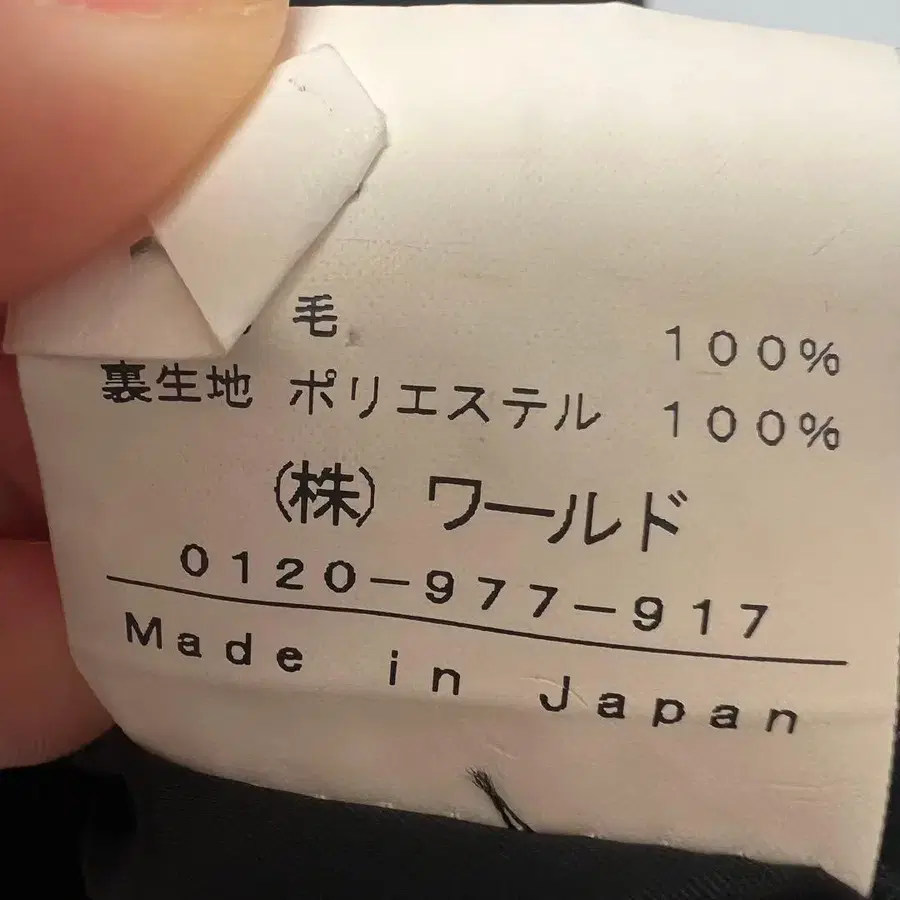 毛 100%
裏生地 ポリエステル 100%
(株) ワールド
0120-977-917
Made in Japan